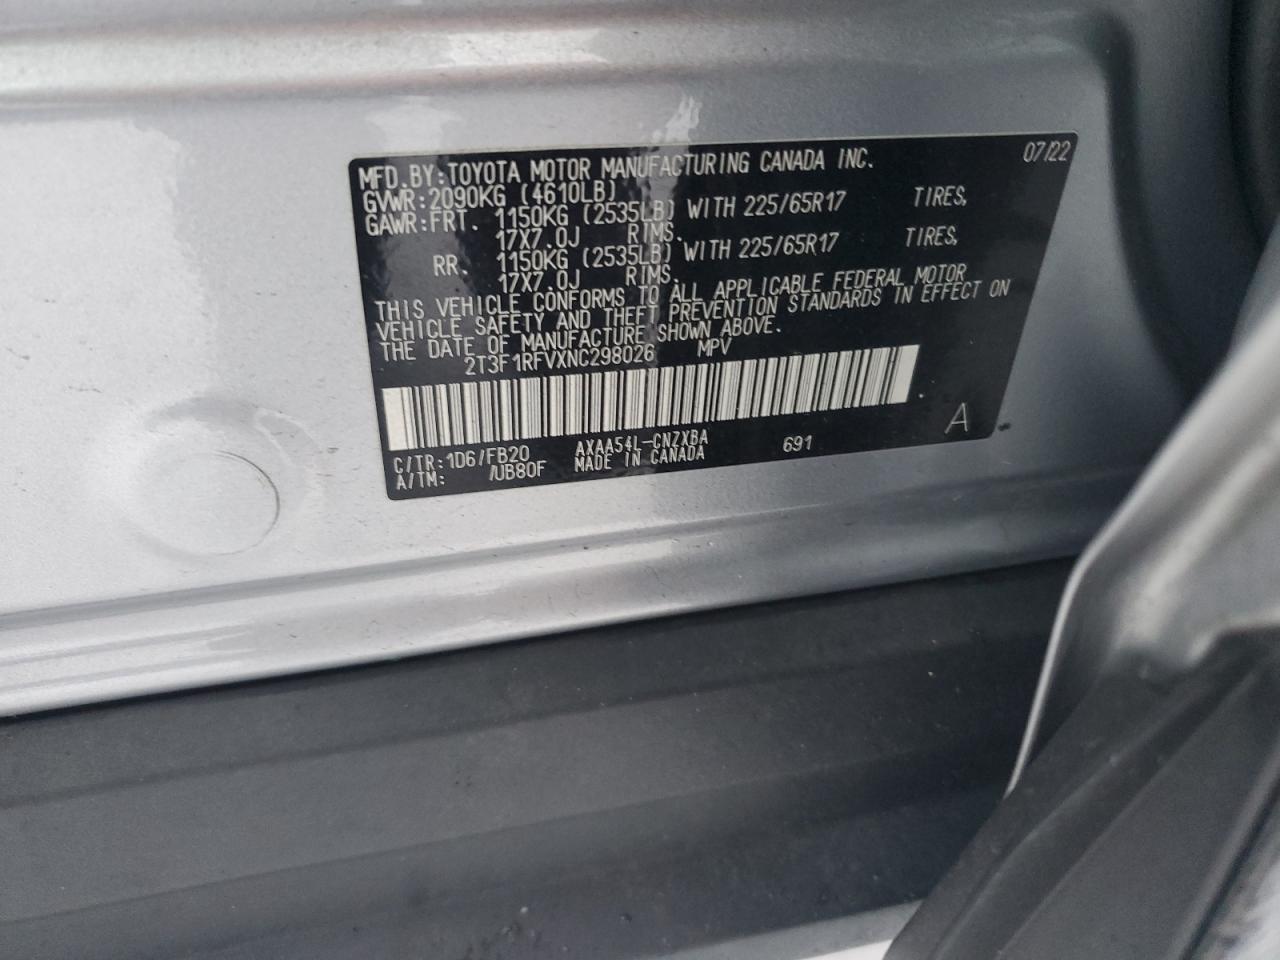 MFD.BY:TOYOTA MOTOR MANUFACTURING CANADA INC. 07/22
GVWR:2090KG (4610LB)
GAWR:FRT. 1150KG (2535LB) WITH 225/65R17 TIRES,
17X7.0J RIMS.
RR. 1150KG (2535LB) WITH 225/65R17 TIRES,
17X7.0J RIMS.
THIS VEHICLE CONFORMS TO ALL APPLICABLE FEDERAL MOTOR
VEHICLE SAFETY AND THEFT PREVENTION STANDARDS IN EFFECT ON
THE DATE OF MANUFACTURE SHOWN ABOVE.
2T3F1RFVXNC298026 MPV
A
C/TR:1D6/FB20 AXAA54L-CNZXBA 691
A/TM: /UB80F MADE IN CANADA